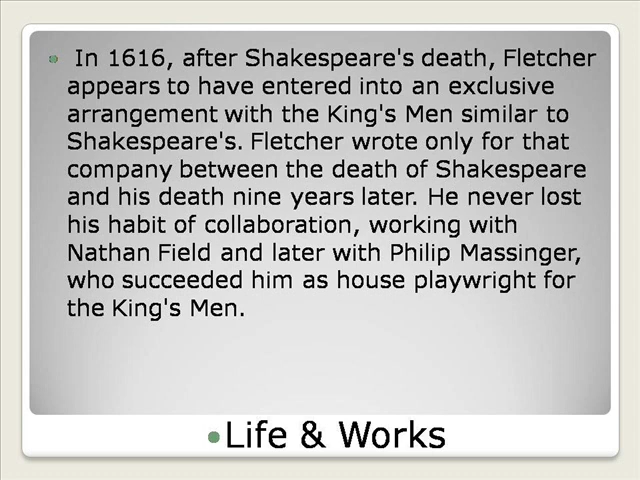 In 1616, after Shakespeare's death, Fletcher
appears to have entered into an exclusive
arrangement with the King's Men similar to
Shakespeare's. Fletcher wrote only for that
company between the death of Shakespeare
and his death nine years later. He never lost
his habit of collaboration, working with
Nathan Field and later with Philip Massinger,
who succeeded him as house playwright for
the King's Men.
Life & Works